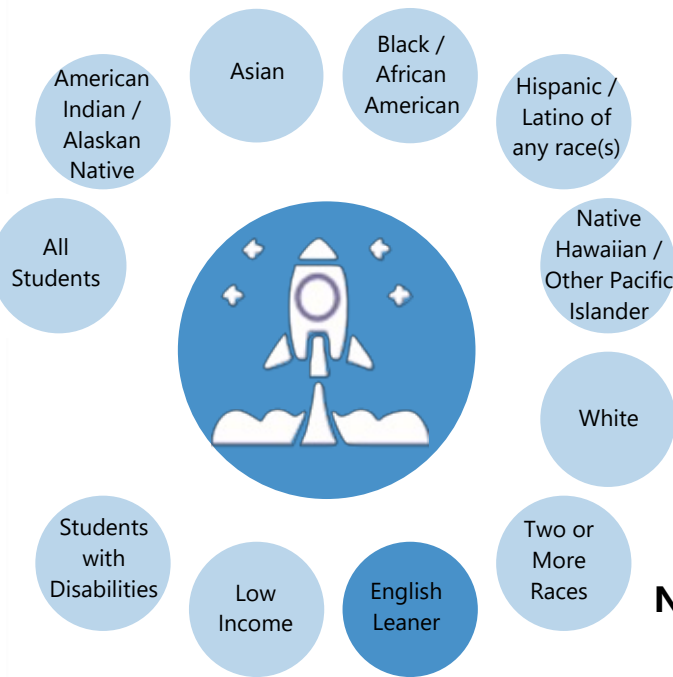 Black /
African
American
Asian
American
Indian /
Alaskan
Native
Hispanic /
Latino of
any race(s)
All
Students
Native
Hawaiian /
Other Pacific
Islander
White
Students
with
Disabilities
Two or
More
Races
Low
Income
English
Leaner
N